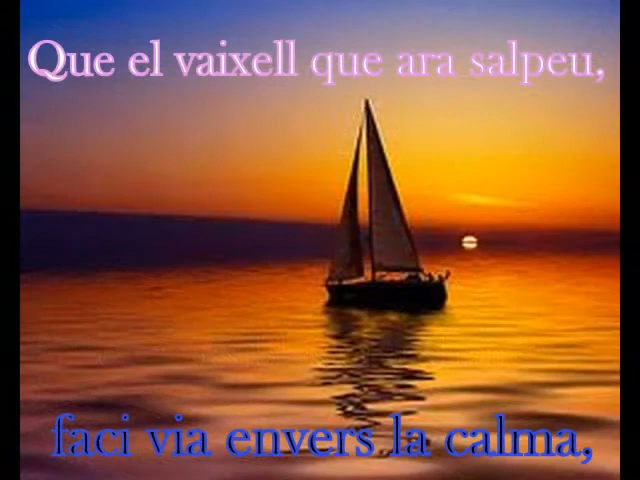 Que el vaixell que ara salpeu,
faci via envers la calma,